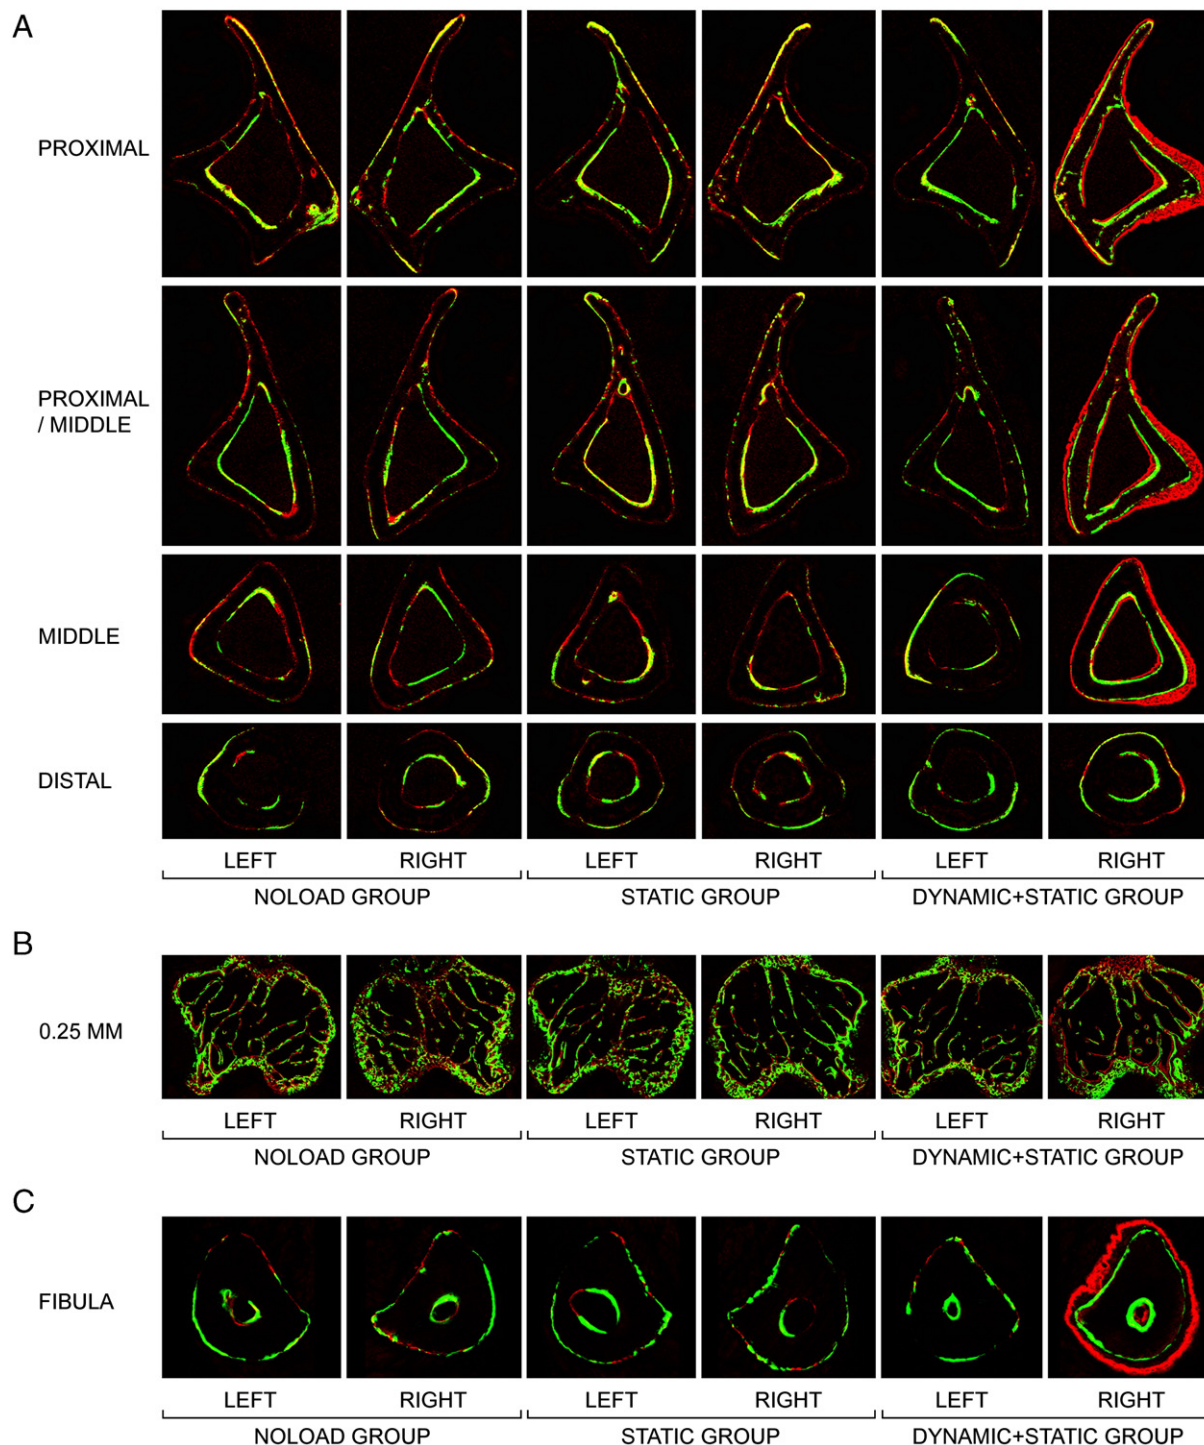 A
PROXIMAL
PROXIMAL
/ MIDDLE
MIDDLE
DISTAL
LEFT RIGHT LEFT RIGHT LEFT RIGHT
NOLOAD GROUP STATIC GROUP DYNAMIC+STATIC GROUP
B
0.25 MM
LEFT RIGHT LEFT RIGHT LEFT RIGHT
NOLOAD GROUP STATIC GROUP DYNAMIC+STATIC GROUP
C
FIBULA
LEFT RIGHT LEFT RIGHT LEFT RIGHT
NOLOAD GROUP STATIC GROUP DYNAMIC+STATIC GROUP